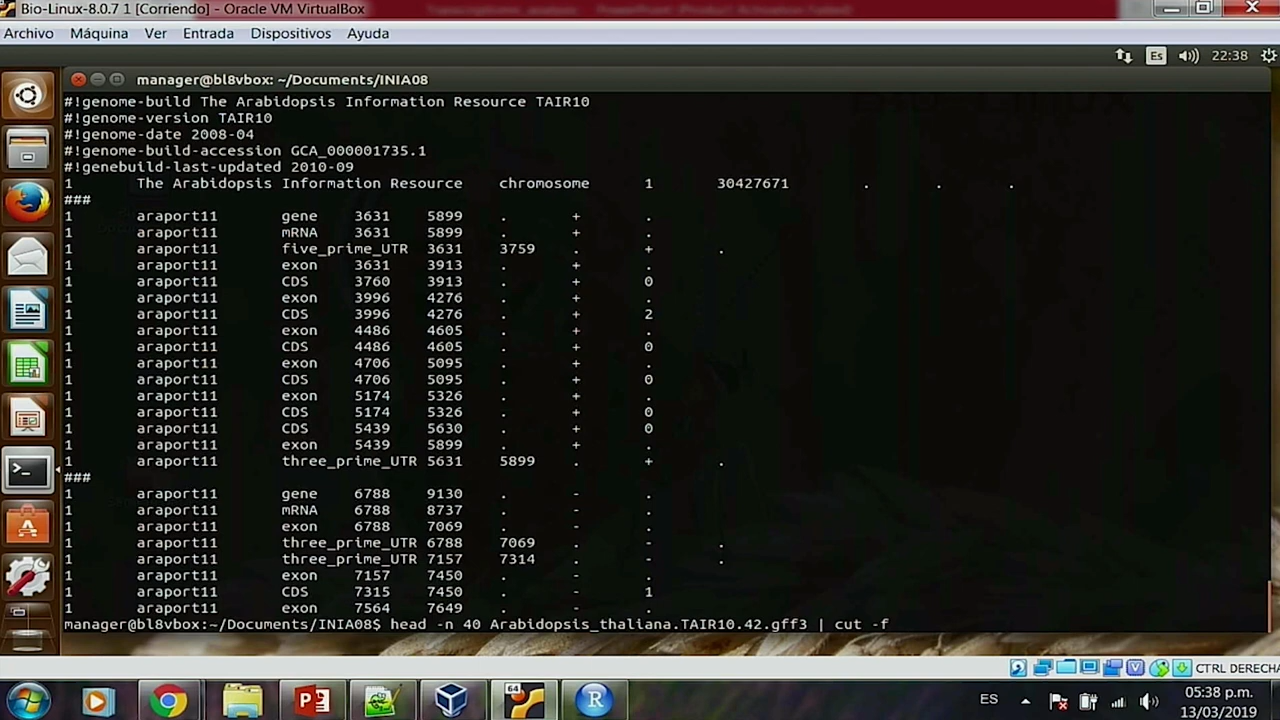 Bio-Linux-8.0.7 1 [Corriendo] - Oracle VM VirtualBox
Archivo Máquina Ver Entrada Dispositivos Ayuda
Es 22:38
manager@bl8vbox: ~/Documents/INIA08
#!genome-build The Arabidopsis Information Resource TAIR10
#!genome-version TAIR10
#!genome-date 2008-04
#!genome-build-accession GCA_000001735.1
#!genebuild-last-updated 2010-09
1 The Arabidopsis Information Resource chromosome 1 30427671 . . .
###
1 araport11 gene 3631 5899 . + .
1 araport11 mRNA 3631 5899 . + .
1 araport11 five_prime_UTR 3631 3759 . + .
1 araport11 exon 3631 3913 . + .
1 araport11 CDS 3760 3913 . + 0
1 araport11 exon 3996 4276 . + .
1 araport11 CDS 3996 4276 . + 2
1 araport11 exon 4486 4605 . + .
1 araport11 CDS 4486 4605 . + 0
1 araport11 exon 4706 5095 . + .
1 araport11 CDS 4706 5095 . + 0
1 araport11 exon 5174 5326 . + .
1 araport11 CDS 5174 5326 . + 0
1 araport11 CDS 5439 5630 . + 0
1 araport11 exon 5439 5899 . + .
1 araport11 three_prime_UTR 5631 5899 . + .
###
1 araport11 gene 6788 9130 . - .
1 araport11 mRNA 6788 8737 . - .
1 araport11 exon 6788 7069 . - .
1 araport11 three_prime_UTR 6788 7069 . - .
1 araport11 three_prime_UTR 7157 7314 . - .
1 araport11 exon 7157 7450 . - .
1 araport11 CDS 7315 7450 . - 1
1 araport11 exon 7564 7649 . - .
manager@bl8vbox:~/Documents/INIA08$ head -n 40 Arabidopsis_thaliana.TAIR10.42.gff3 | cut -f
CTRL DERECHA
64
ES
05:38 p.m.
13/03/2019